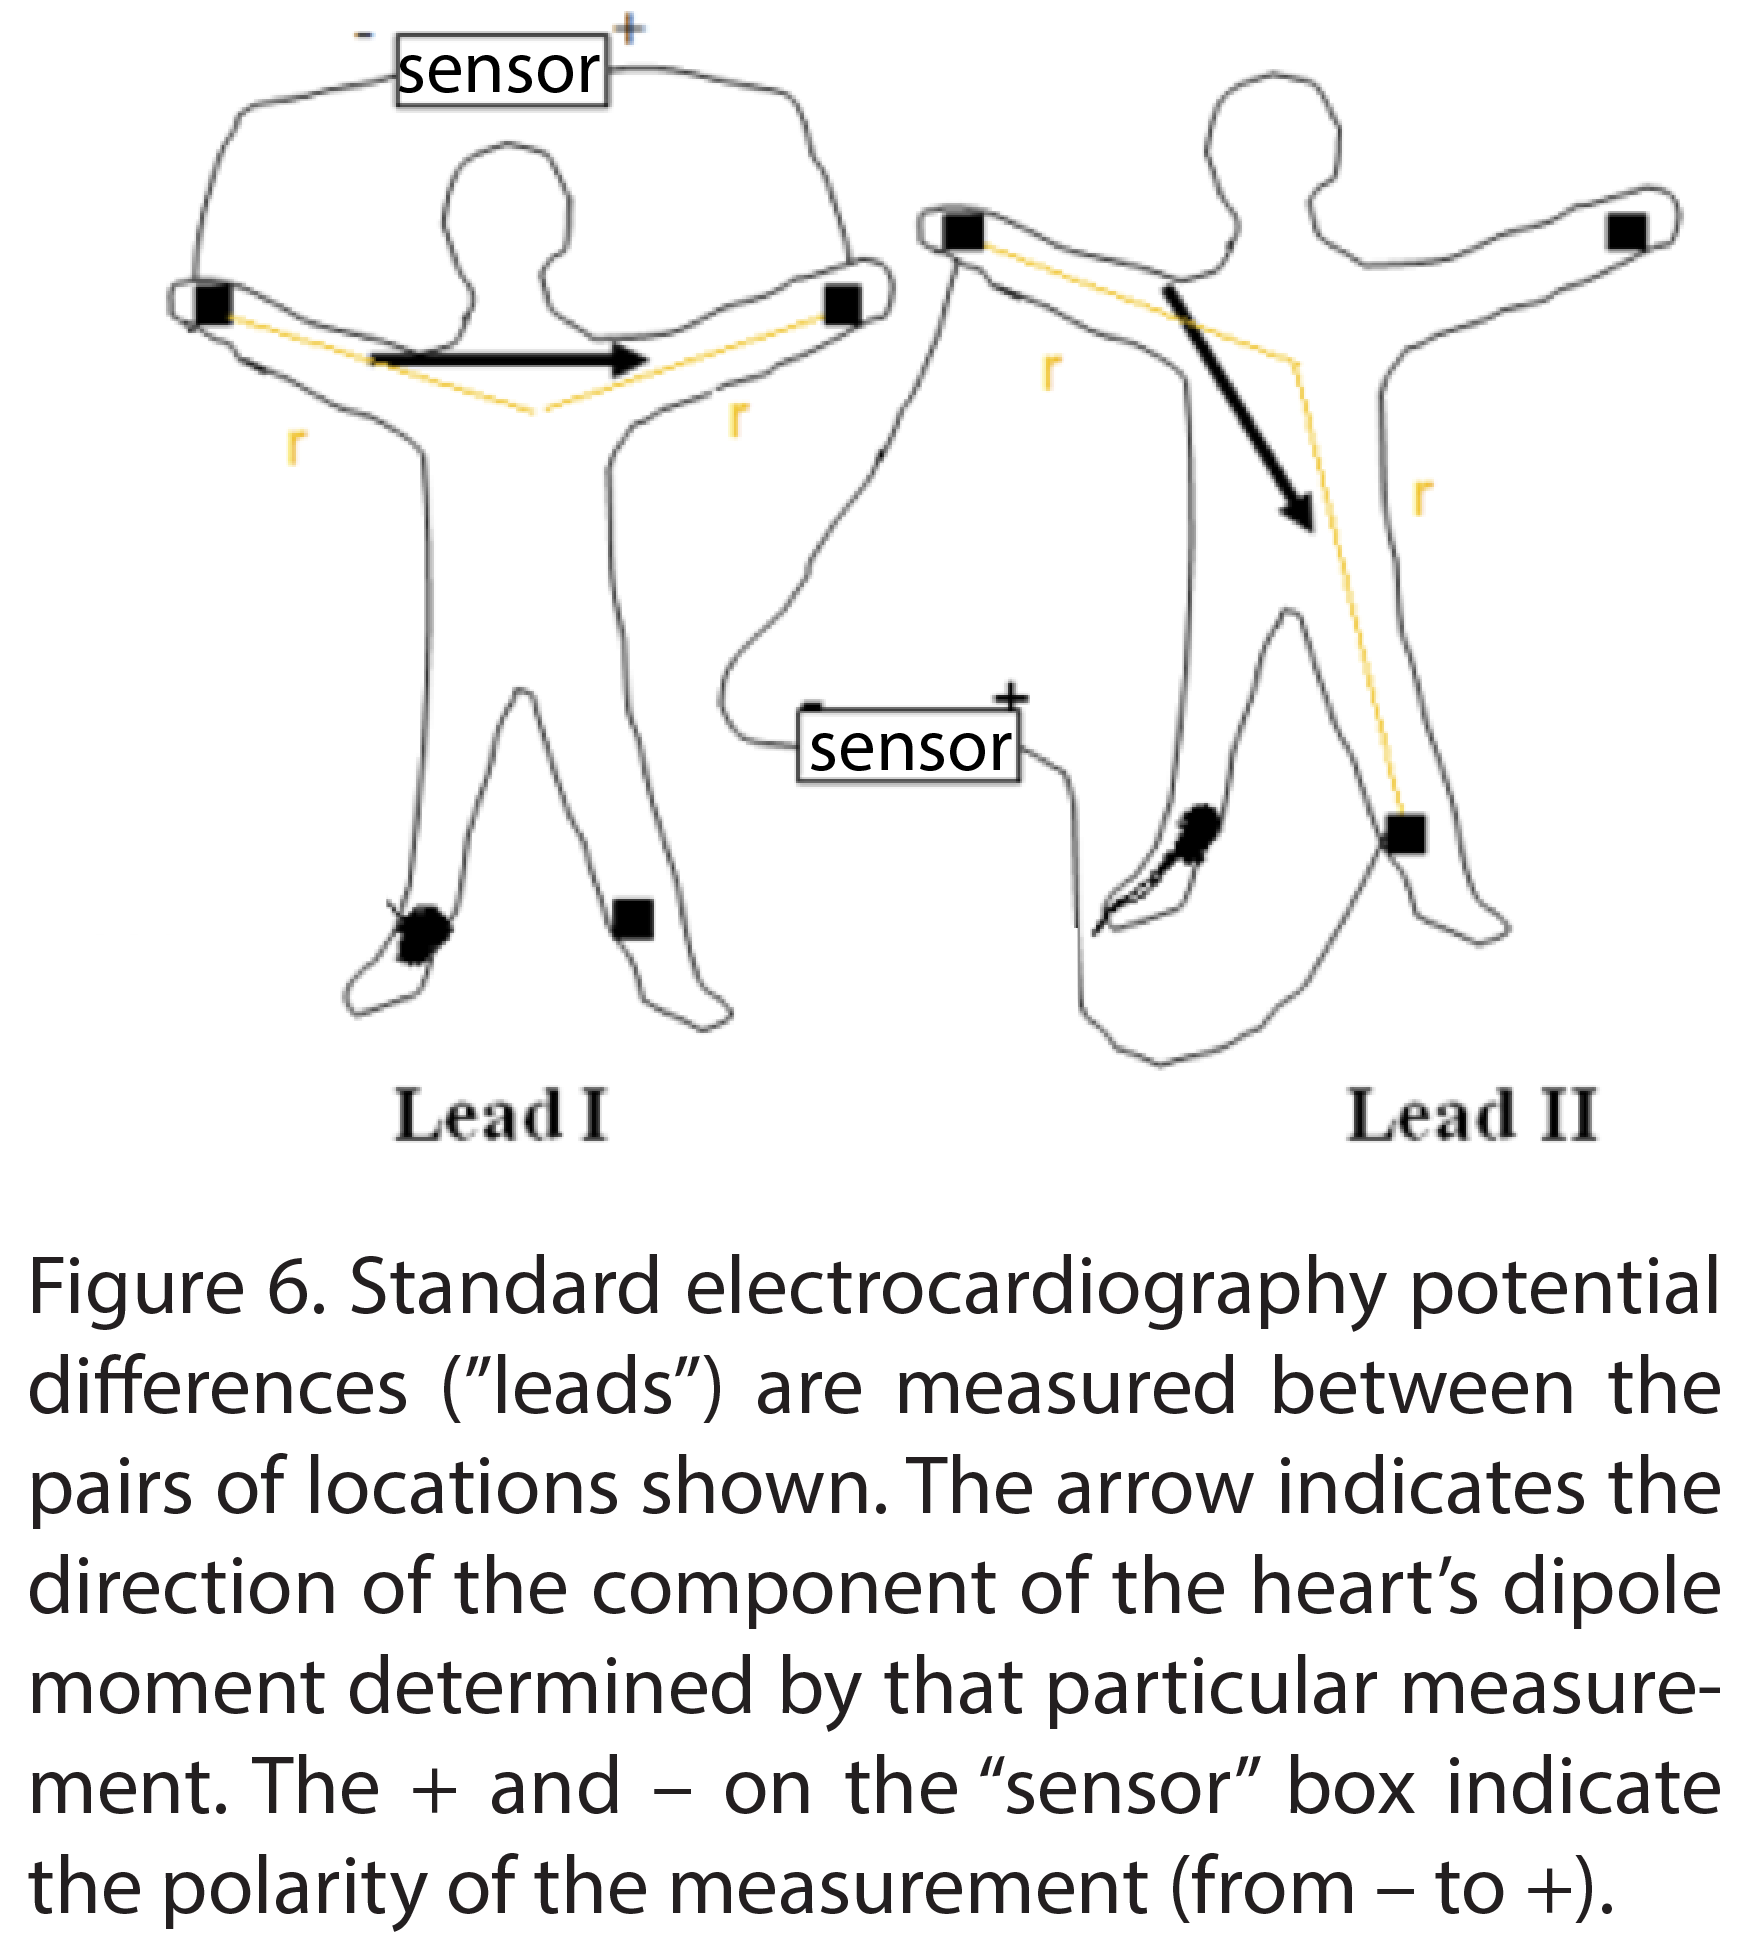 - sensor +
r r
r
r
- sensor +
Lead I Lead II
Figure 6. Standard electrocardiography potential
differences (”leads”) are measured between the
pairs of locations shown. The arrow indicates the
direction of the component of the heart’s dipole
moment determined by that particular measure-
ment. The + and – on the “sensor” box indicate
the polarity of the measurement (from – to +).